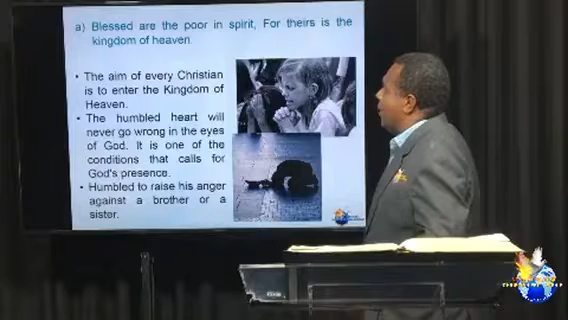 a) Blessed are the poor in spirit, For theirs is the
kingdom of heaven.
• The aim of every Christian
is to enter the Kingdom of
Heaven.
• The humbled heart will
never go wrong in the eyes
of God. It is one of the
conditions that calls for
God's presence.
• Humbled to raise his anger
against a brother or a
sister.